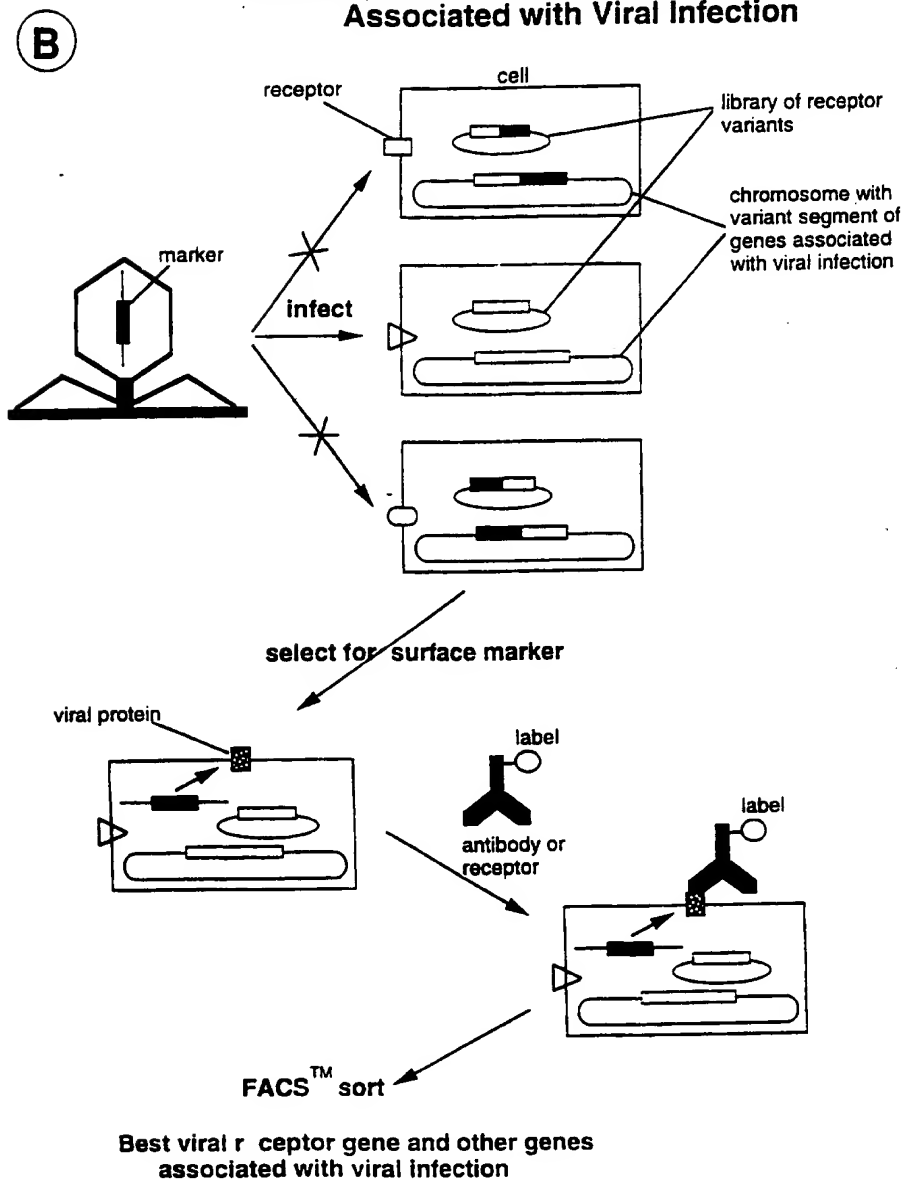 Associated with Viral Infection
B
cell
receptor
library of receptor
variants
chromosome with
variant segment of
genes associated
with viral infection
marker
infect
select for surface marker
viral protein
label
antibody or
receptor
label
FACS™ sort
Best viral r ceptor gene and other genes
associated with viral infection